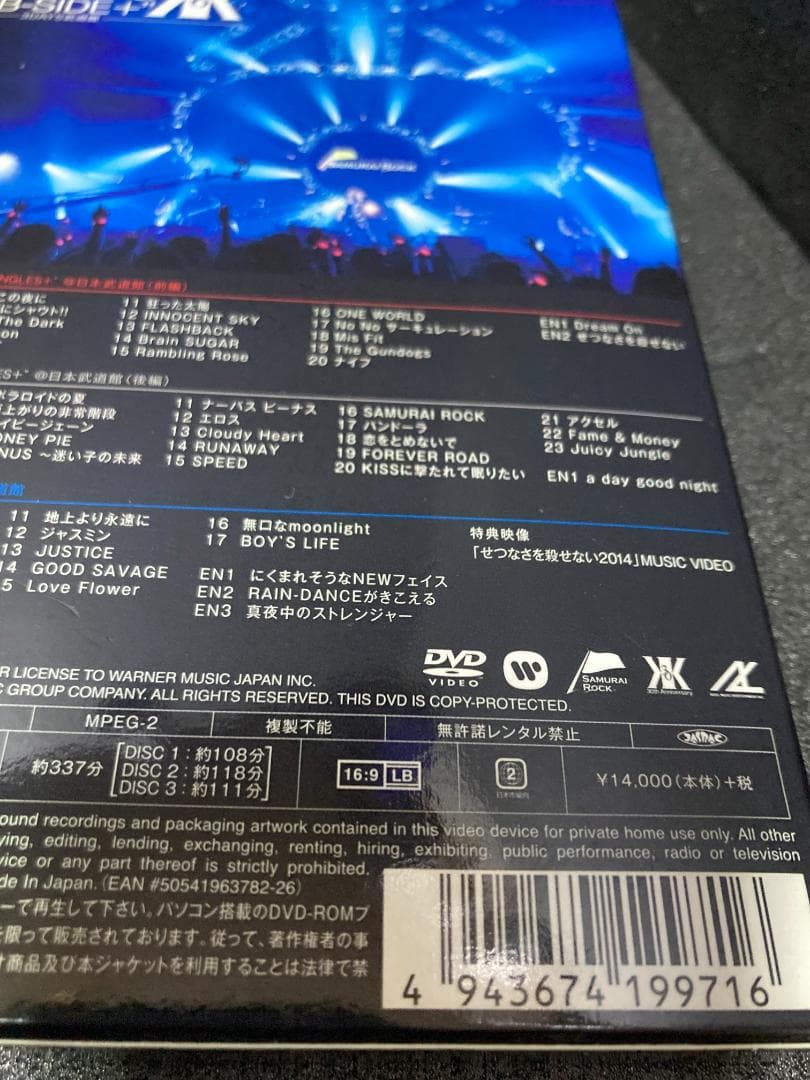 B-SIDE+"
SAMURAI ROCK
INGLES+" @日本武道館(前編)
この夜に
にシャウト!!
The Dark
on
11 狂った太陽
12 INNOCENT SKY
13 FLASHBACK
14 Brain SUGAR
15 Rambling Rose
16 ONE WORLD
17 No No サーキュレーション
18 Mis Fit
19 The Gundogs
20 ナイフ
EN1 Dream On
EN2 せつなさを殺せない
ES+" @日本武道館(後編)
ポラロイドの夏
上がりの非常階段
イビージェーン
ONEY PIE
NUS ～迷い子の未来
11 ナーバス ビーナス
12 エロス
13 Cloudy Heart
14 RUNAWAY
15 SPEED
16 SAMURAI ROCK
17 パンドーラ
18 恋をとめないで
19 FOREVER ROAD
20 KISSに撃たれて眠りたい
21 アクセル
22 Fame & Money
23 Juicy Jungle
EN1 a day good night
道館
11 地上より永遠に
12 ジャスミン
13 JUSTICE
14 GOOD SAVAGE
5 Love Flower
16 無口なmoonlight
17 BOY'S LIFE
EN1 にくまれそうなNEWフェイス
EN2 RAIN-DANCEがきこえる
EN3 真夜中のストレンジャー
特典映像
「せつなさを殺せない2014」MUSIC VIDEO
DVD VIDEO
SAMURAI ROCK
30th Anniversary
R LICENSE TO WARNER MUSIC JAPAN INC.
C GROUP COMPANY. ALL RIGHTS RESERVED. THIS DVD IS COPY-PROTECTED.
MPEG-2 複製不能 無許諾レンタル禁止
約337分
DISC 1：約108分
DISC 2：約118分
DISC 3：約111分
16:9 LB
2
日本市場向
￥14,000(本体)+税
ound recordings and packaging artwork contained in this video device for private home use only. All other
ying, editing, lending, exchanging, renting, hiring, exhibiting. public performance, radio or television
vice or any part thereof is strictly prohibited.
de In Japan. (EAN #50541963782-26)
ーで再生して下さい。パソコン搭載のDVD-ROMプ
を限って販売されております。従って、著作権者の事
オ商品及び本ジャケットを利用することは法律で禁
4 943674 199716